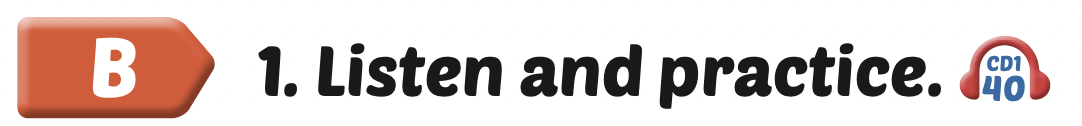 B 1. Listen and practice. CD1
40